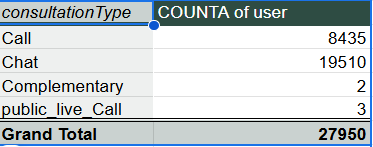 consultationType COUNTA of user
Call 8435
Chat 19510
Complementary 2
public_live_Call 3
Grand Total 27950